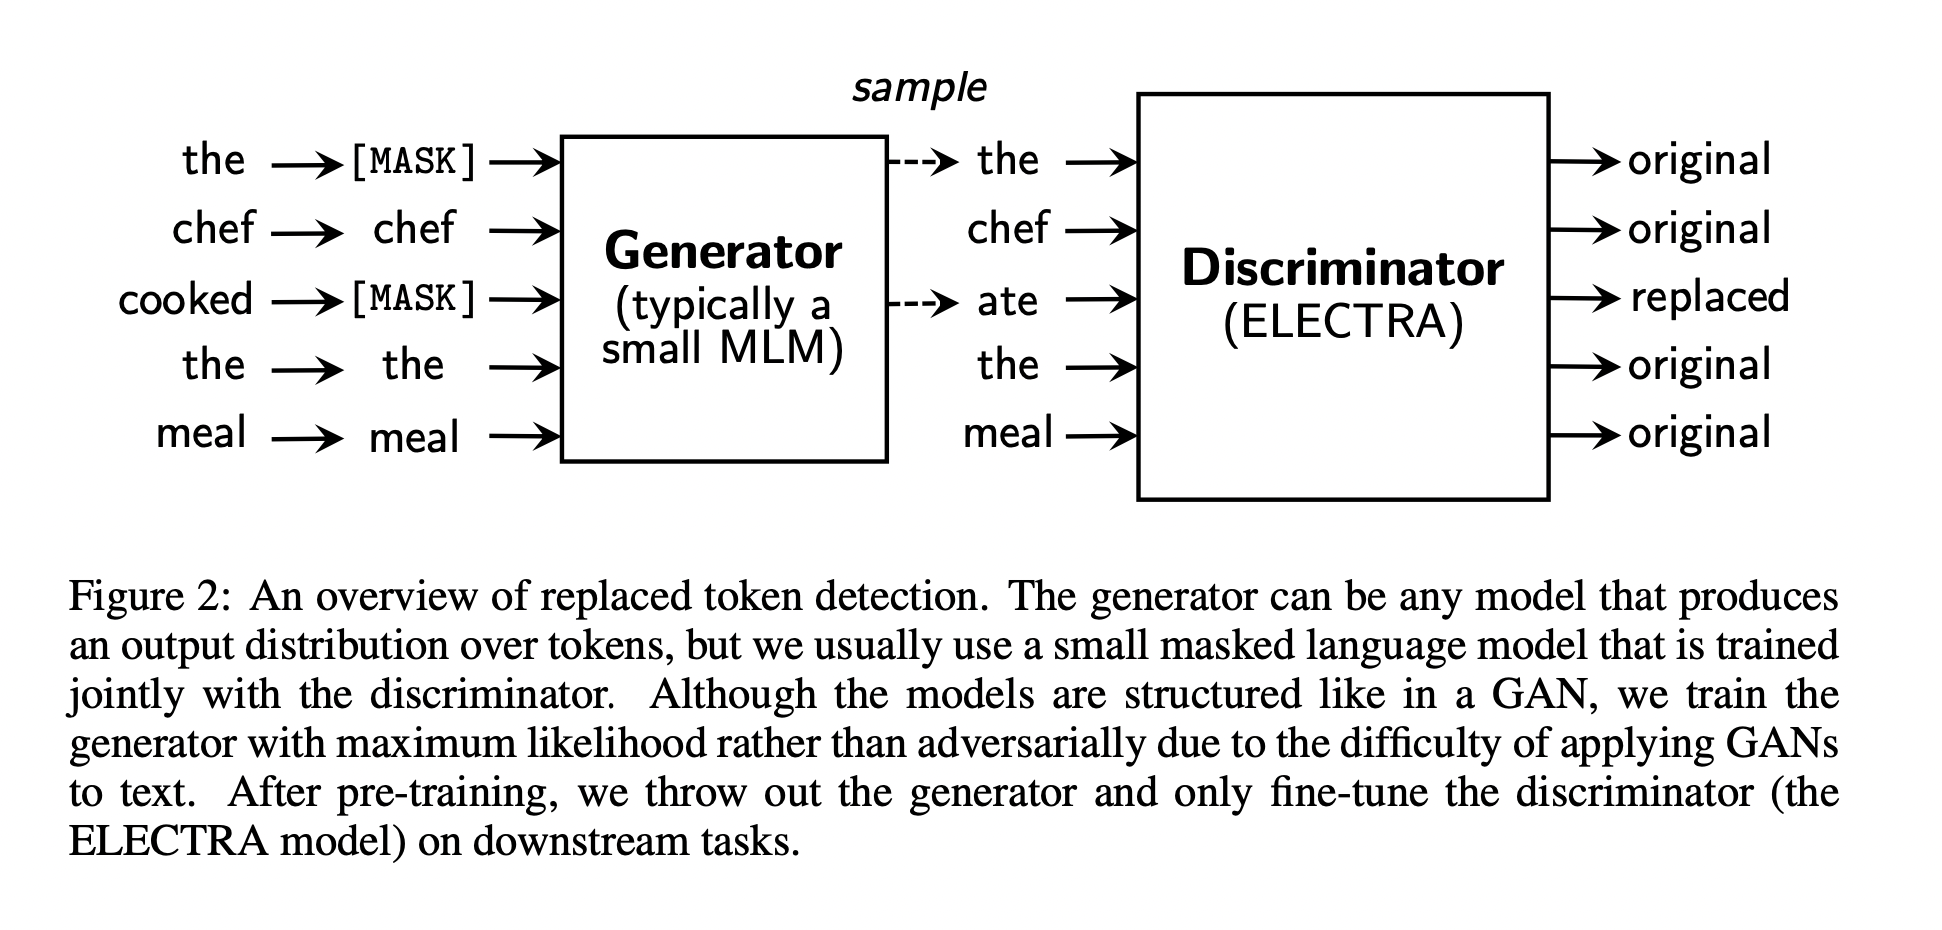 sample
the [MASK] the original
chef chef chef original
Generator
Discriminator
cooked [MASK] (typically a ate (ELECTRA) replaced
small MLM)
the the the original
meal meal meal original
Figure 2: An overview of replaced token detection. The generator can be any model that produces
an output distribution over tokens, but we usually use a small masked language model that is trained
jointly with the discriminator. Although the models are structured like in a GAN, we train the
generator with maximum likelihood rather than adversarially due to the difficulty of applying GANs
to text. After pre-training, we throw out the generator and only fine-tune the discriminator (the
ELECTRA model) on downstream tasks.